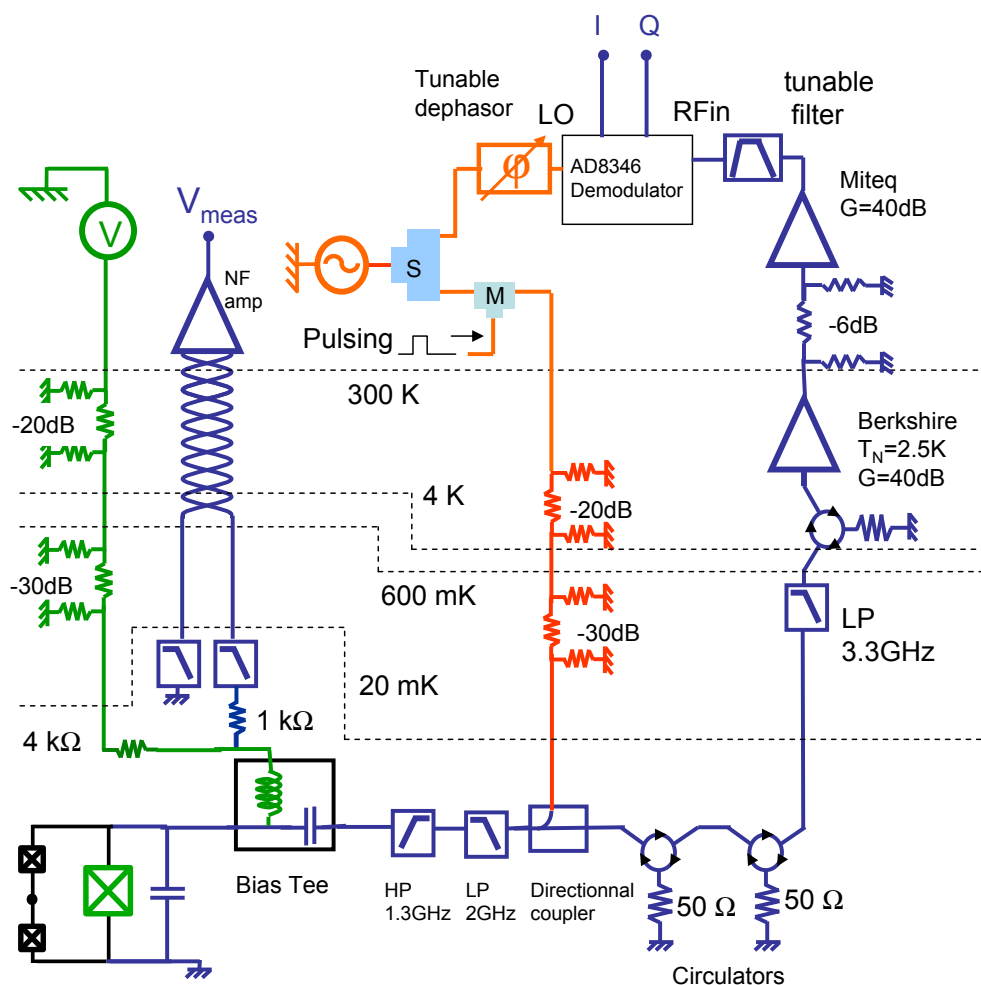 I Q
Tunable
dephasor
LO
RFin
tunable
filter
φ
AD8346
Demodulator
Miteq
G=40dB
V
V meas
NF
amp
S
M
Pulsing
-6dB
300 K
-20dB
Berkshire
T N=2.5K
G=40dB
4 K
-20dB
-30dB
600 mK
-30dB
LP
3.3GHz
20 mK
1 kΩ
4 kΩ
Bias Tee
HP
1.3GHz
LP
2GHz
Directionnal
coupler
50 Ω
50 Ω
Circulators